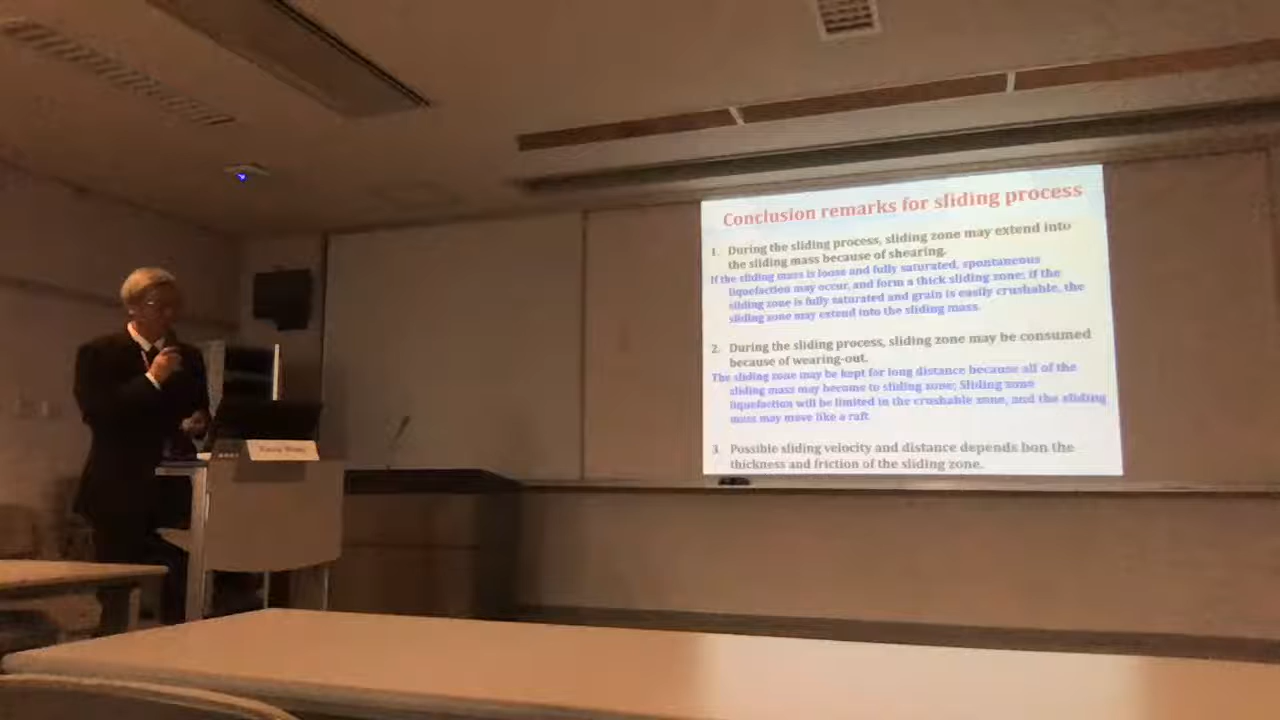 Conclusion remarks for sliding process
1. During the sliding process, sliding zone may extend into
the sliding mass because of shearing.
If the sliding mass is loose and fully saturated, spontaneous
liquefaction may occur, and form a thick sliding zone; if the
sliding zone is fully saturated and grain is easily crushable, the
sliding zone may extend into the sliding mass.
2. During the sliding process, sliding zone may be consumed
because of wearing-out.
The sliding zone may be kept for long distance because all of the
sliding mass may become to sliding zone; Sliding zone
liquefaction will be limited in the crushable zone, and the sliding
mass may move like a raft
3. Possible sliding velocity and distance depends bon the
thickness and friction of the sliding zone.